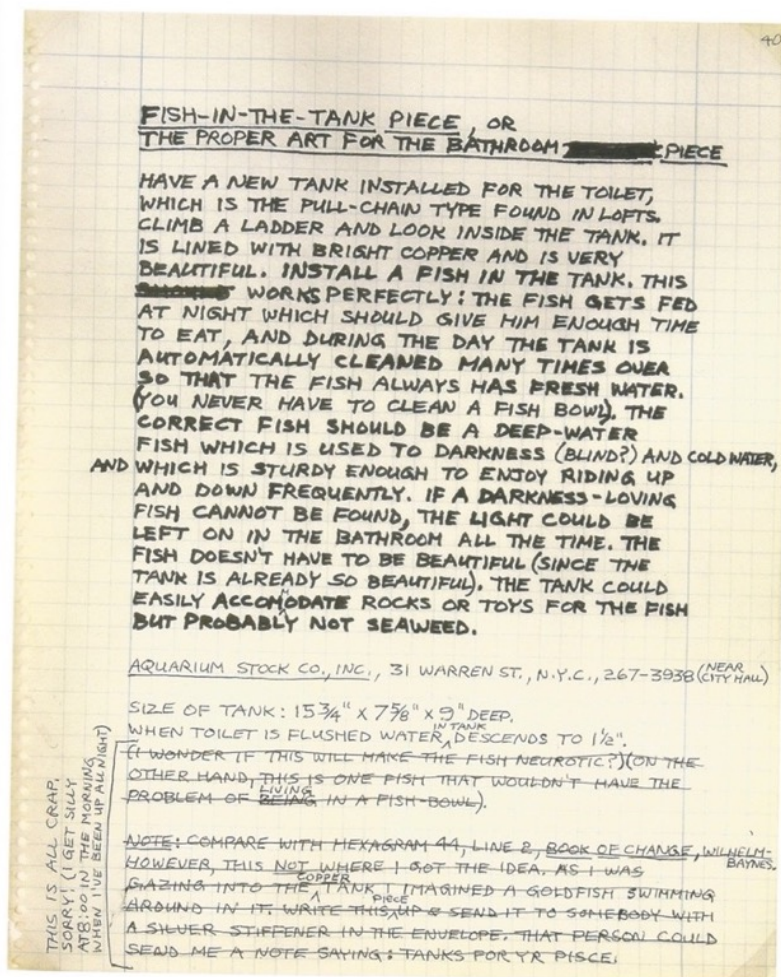 40
FISH-IN-THE-TANK PIECE, OR
THE PROPER ART FOR THE BATHROOM PIECE
HAVE A NEW TANK INSTALLED FOR THE TOILET,
WHICH IS THE PULL-CHAIN TYPE FOUND IN LOFTS.
CLIMB A LADDER AND LOOK INSIDE THE TANK. IT
IS LINED WITH BRIGHT COPPER AND IS VERY
BEAUTIFUL. INSTALL A FISH IN THE TANK. THIS
WORKS PERFECTLY: THE FISH GETS FED
AT NIGHT WHICH SHOULD GIVE HIM ENOUGH TIME
TO EAT, AND DURING THE DAY THE TANK IS
AUTOMATICALLY CLEANED MANY TIMES OVER
SO THAT THE FISH ALWAYS HAS FRESH WATER.
(YOU NEVER HAVE TO CLEAN A FISH BOWL). THE
CORRECT FISH SHOULD BE A DEEP-WATER
FISH WHICH IS USED TO DARKNESS (BLIND?) AND COLD WATER,
AND WHICH IS STURDY ENOUGH TO ENJOY RIDING UP
AND DOWN FREQUENTLY. IF A DARKNESS-LOVING
FISH CANNOT BE FOUND, THE LIGHT COULD BE
LEFT ON IN THE BATHROOM ALL THE TIME. THE
FISH DOESN'T HAVE TO BE BEAUTIFUL (SINCE THE
TANK IS ALREADY SO BEAUTIFUL). THE TANK COULD
EASILY ACCOMODATE ROCKS OR TOYS FOR THE FISH
BUT PROBABLY NOT SEAWEED.
AQUARIUM STOCK CO., INC., 31 WARREN ST., N.Y.C., 267-3938 (NEAR CITY HALL)
SIZE OF TANK: 15 3/4" X 7 5/8" X 9" DEEP.
WHEN TOILET IS FLUSHED WATER IN TANK DESCENDS TO 1 1/2".
(I WONDER IF THIS WILL MAKE THE FISH NEUROTIC?) (ON THE
OTHER HAND, THIS IS ONE FISH THAT WOULDN'T HAVE THE
PROBLEM OF BEING LIVING IN A FISH-BOWL).
NOTE: COMPARE WITH HEXAGRAM 44, LINE 2, BOOK OF CHANGE, WILHELM-BAYNES.
HOWEVER, THIS NOT WHERE I GOT THE IDEA. AS I WAS
GAZING INTO THE COPPER TANK I IMAGINED A GOLDFISH SWIMMING
AROUND IN IT. WRITE THIS PIECE UP & SEND IT TO SOMEBODY WITH
A SILVER STIFFENER IN THE ENVELOPE. THAT PERSON COULD
SEND ME A NOTE SAYING: TANKS FOR YR PISCE.
THIS IS ALL CRAP.
SORRY! (I GET SILLY
AT 8:00 IN THE MORNING
WHEN I'VE BEEN UP ALL NIGHT)